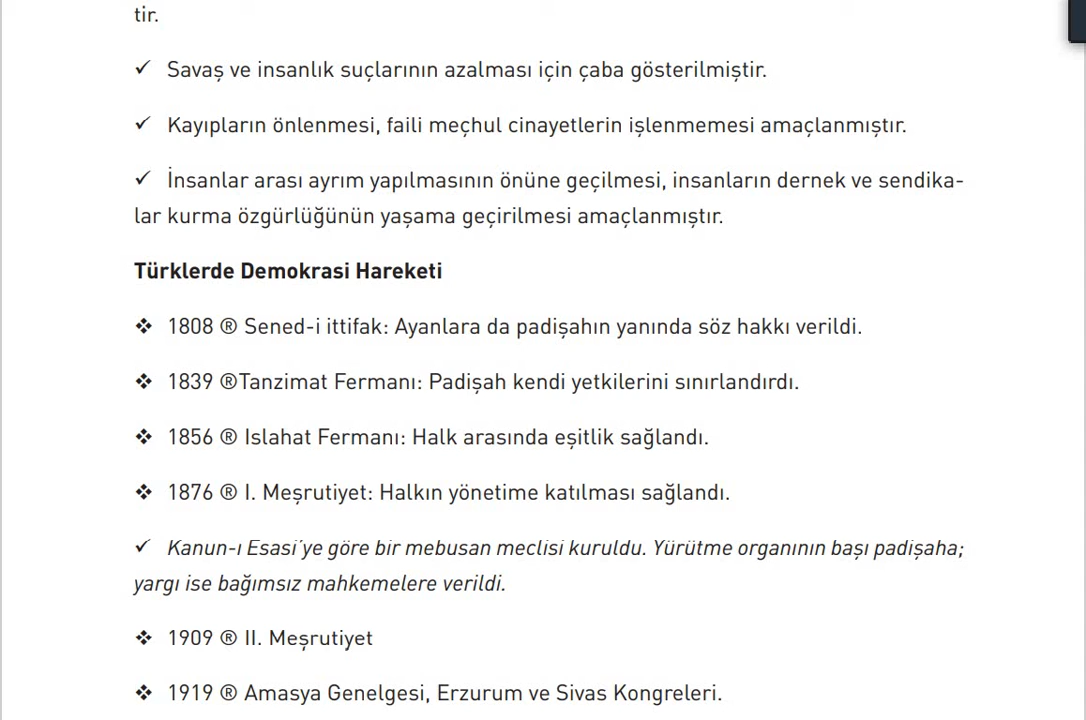 tir.
✓ Savaş ve insanlık suçlarının azalması için çaba gösterilmiştir.
✓ Kayıpların önlenmesi, faili meçhul cinayetlerin işlenmemesi amaçlanmıştır.
✓ İnsanlar arası ayrım yapılmasının önüne geçilmesi, insanların dernek ve sendika-
lar kurma özgürlüğünün yaşama geçirilmesi amaçlanmıştır.
Türklerde Demokrasi Hareketi
❖ 1808 ® Sened-i ittifak: Ayanlara da padişahın yanında söz hakkı verildi.
❖ 1839 ®Tanzimat Fermanı: Padişah kendi yetkilerini sınırlandırdı.
❖ 1856 ® Islahat Fermanı: Halk arasında eşitlik sağlandı.
❖ 1876 ® I. Meşrutiyet: Halkın yönetime katılması sağlandı.
✓ Kanun-ı Esasi'ye göre bir mebusan meclisi kuruldu. Yürütme organının başı padişaha;
yargı ise bağımsız mahkemelere verildi.
❖ 1909 ® II. Meşrutiyet
❖ 1919 ® Amasya Genelgesi, Erzurum ve Sivas Kongreleri.